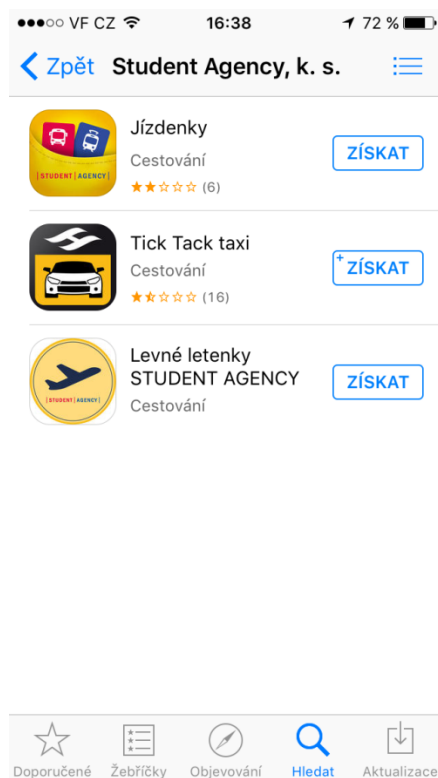 VF CZ 16:38 72 %
Zpět Student Agency, k. s.
Jízdenky
Cestování
(6)
ZÍSKAT
|STUDENT|AGENCY|
Tick Tack taxi
Cestování
(16)
+ZÍSKAT
Levné letenky
STUDENT AGENCY
Cestování
ZÍSKAT
|STUDENT|AGENCY|
Doporučené Žebříčky Objevování Hledat Aktualizace